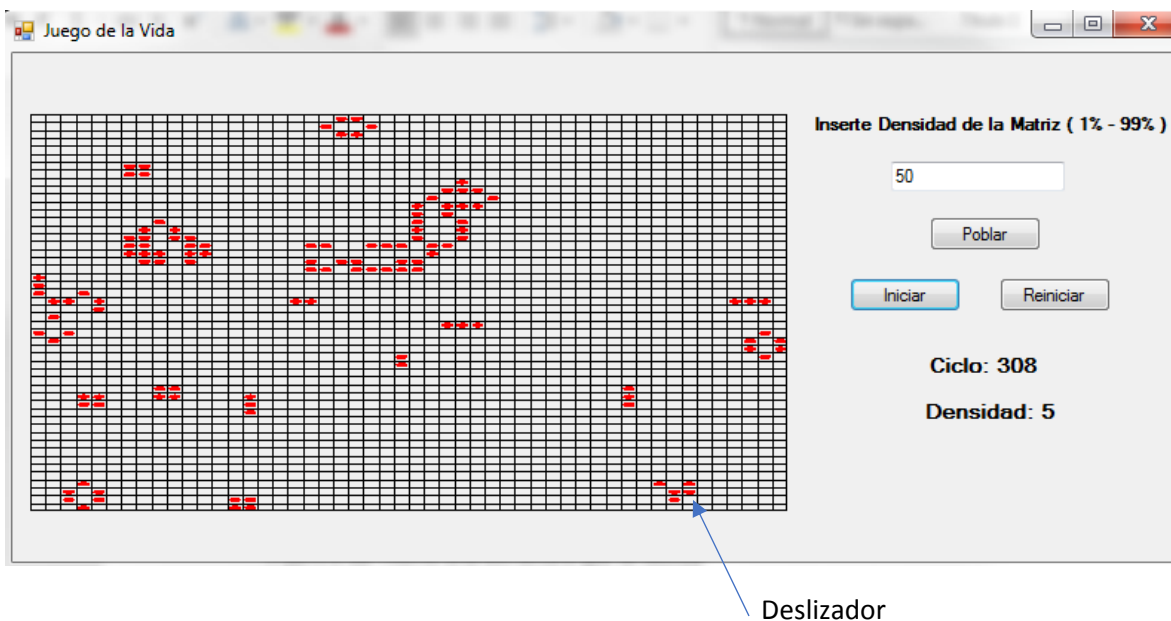 Juego de la Vida
Inserte Densidad de la Matriz ( 1% - 99% )
50
Poblar
Iniciar
Reiniciar
Ciclo: 308
Densidad: 5
Deslizador